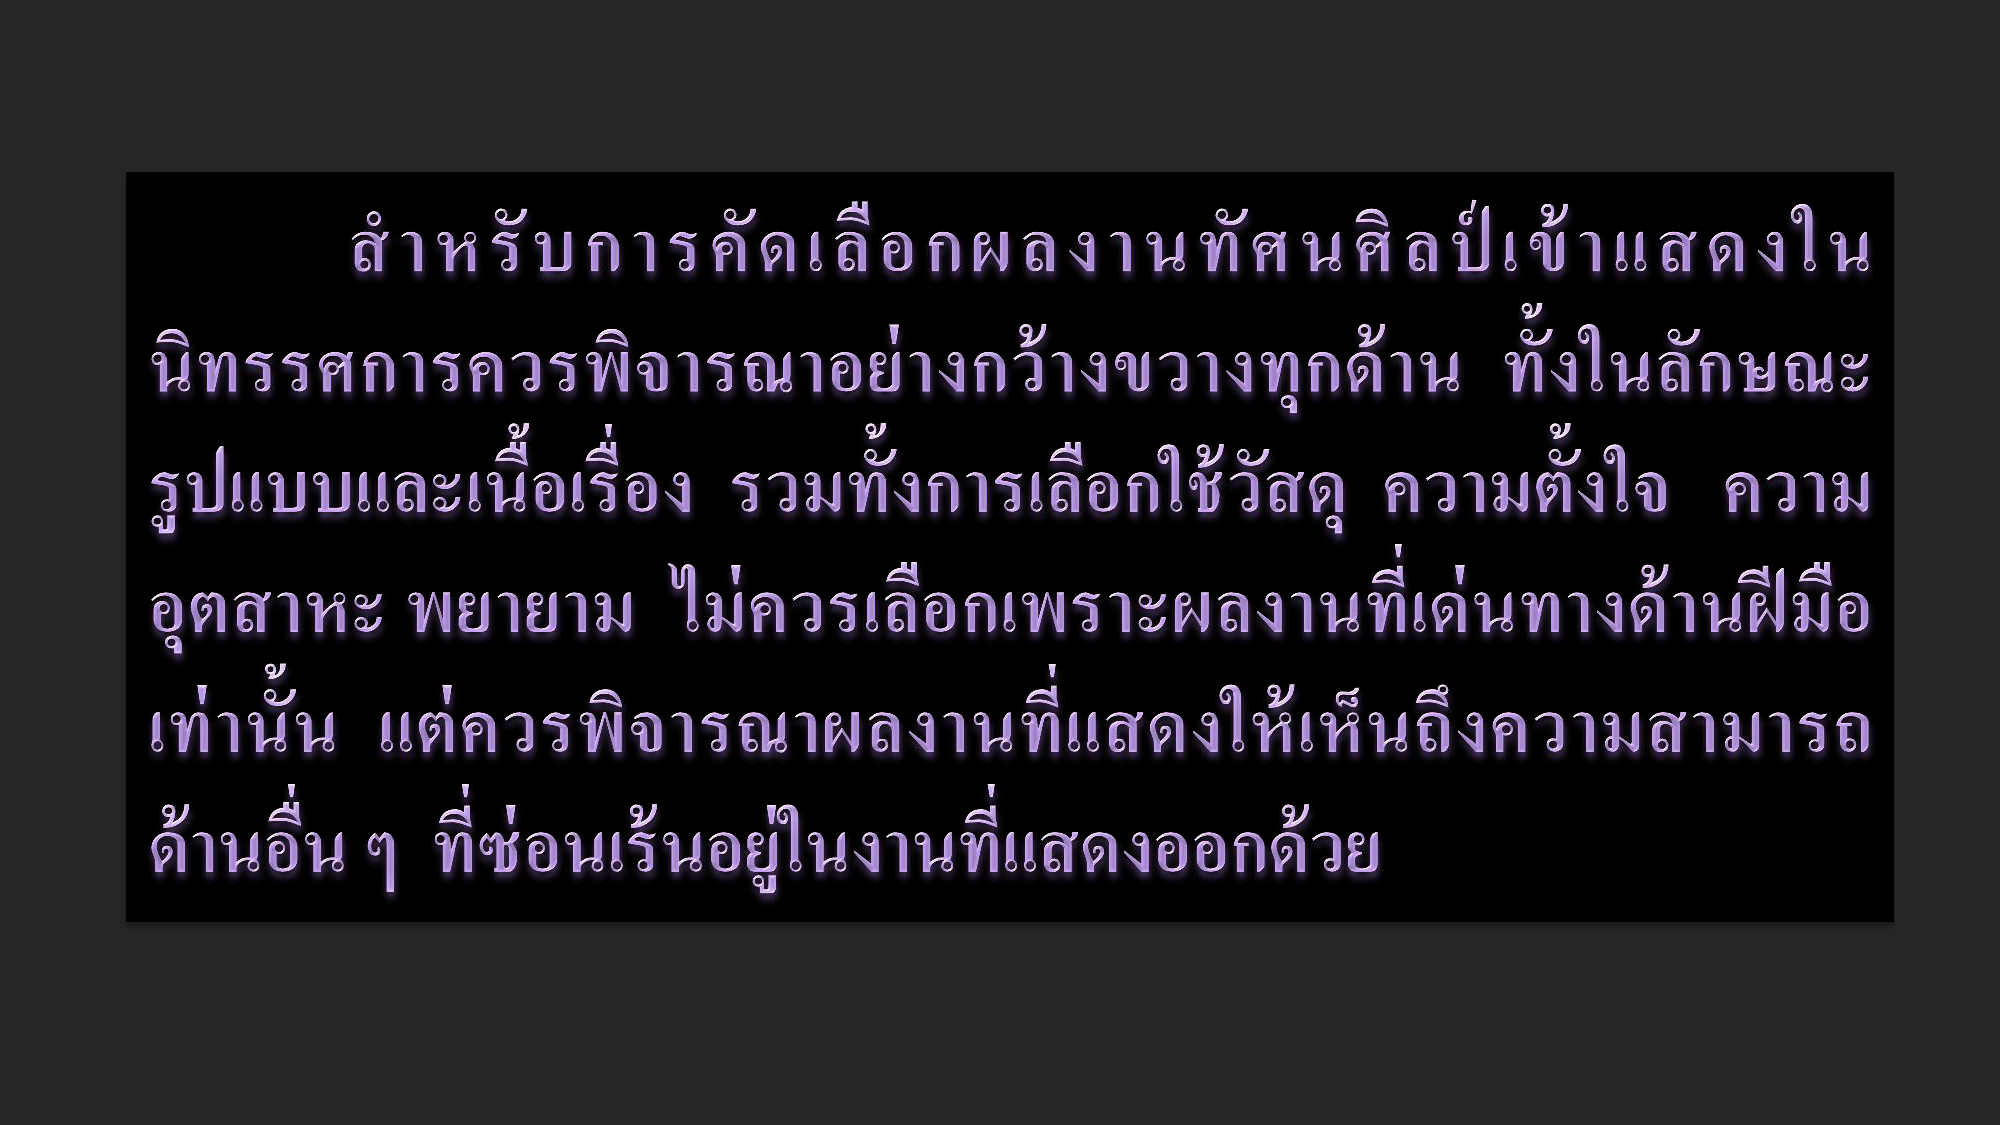 สำหรับการคัดเลือกผลงานทัศนศิลป์เข้าแสดงใน
นิทรรศการควรพิจารณาอย่างกว้างขวางทุกด้าน ทั้งในลักษณะ
รูปแบบและเนื้อเรื่อง รวมทั้งการเลือกใช้วัสดุ ความตั้งใจ ความ
อุตสาหะ พยายาม ไม่ควรเลือกเพราะผลงานที่เด่นทางด้านฝีมือ
เท่านั้น แต่ควรพิจารณาผลงานที่แสดงให้เห็นถึงความสามารถ
ด้านอื่น ๆ ที่ซ่อนเร้นอยู่ในงานที่แสดงออกด้วย